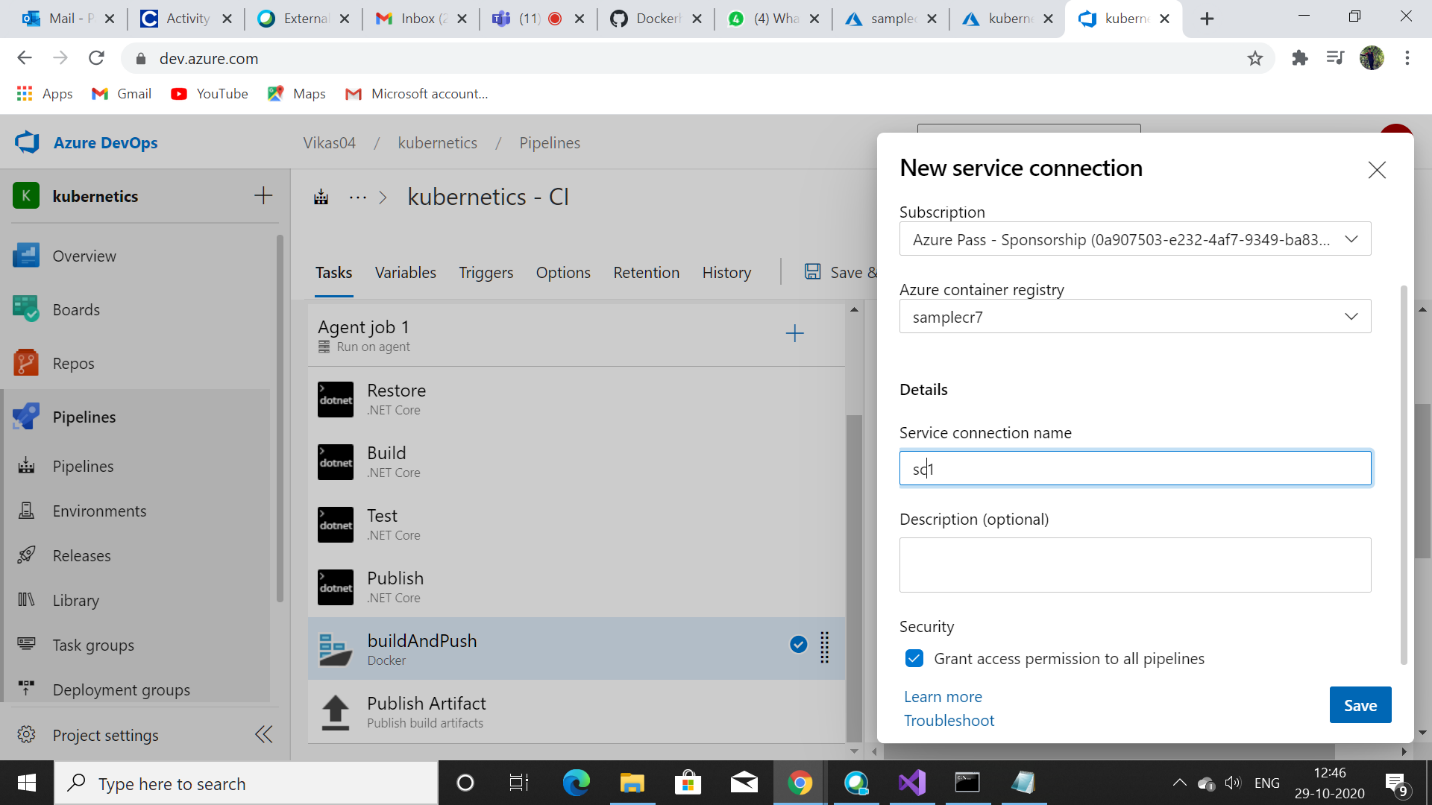 Mail - P
Activity
Externa
Inbox (2
(11)
Docker
(4) Wha
samplec
kuberne
kuberne
dev.azure.com
Apps
Gmail
YouTube
Maps
Microsoft account...
Azure DevOps
Vikas04 / kubernetics / Pipelines
K kubernetics
kubernetics - CI
Overview
Boards
Repos
Pipelines
Pipelines
Environments
Releases
Library
Task groups
Deployment groups
Project settings
Tasks Variables Triggers Options Retention History Save &
Agent job 1
Run on agent
dotnet
Restore
.NET Core
dotnet
Build
.NET Core
dotnet
Test
.NET Core
dotnet
Publish
.NET Core
buildAndPush
Docker
Publish Artifact
Publish build artifacts
New service connection
Subscription
Azure Pass - Sponsorship (0a907503-e232-4af7-9349-ba83...
Azure container registry
samplecr7
Details
Service connection name
sc1
Description (optional)
Security
Grant access permission to all pipelines
Learn more
Troubleshoot
Save
Type here to search
ENG
12:46
29-10-2020
9